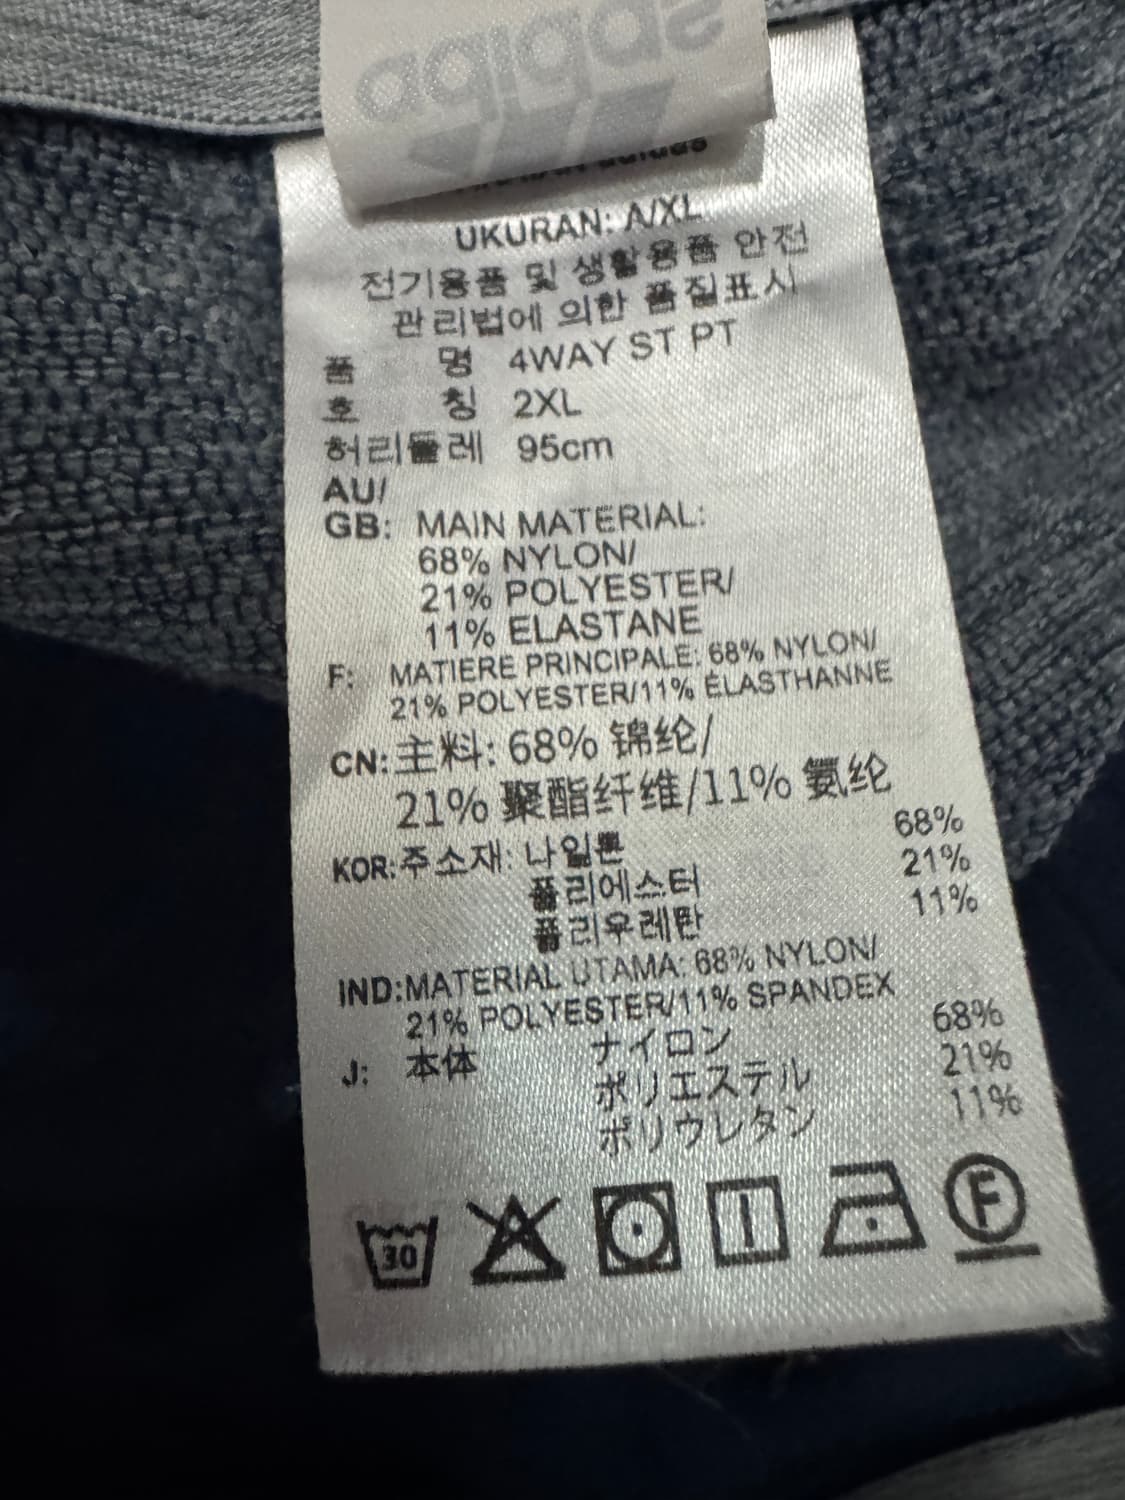 adidas
UKURAN: A/XL
전기용품 및 생활용품 안전
관리법에 의한 품질표시
품 명 4WAY ST PT
호 칭 2XL
허리둘레 95cm
AU/
GB: MAIN MATERIAL:
68% NYLON/
21% POLYESTER/
11% ELASTANE
F: MATIERE PRINCIPALE: 68% NYLON/
21% POLYESTER/11% ÉLASTHANNE
CN: 主料: 68% 锦纶/
21% 聚酯纤维/11% 氨纶
KOR: 주소재: 나일론 68%
폴리에스터 21%
폴리우레탄 11%
IND: MATERIAL UTAMA: 68% NYLON/
21% POLYESTER/11% SPANDEX
J: 本体 ナイロン 68%
ポリエステル 21%
ポリウレタン 11%
30 F